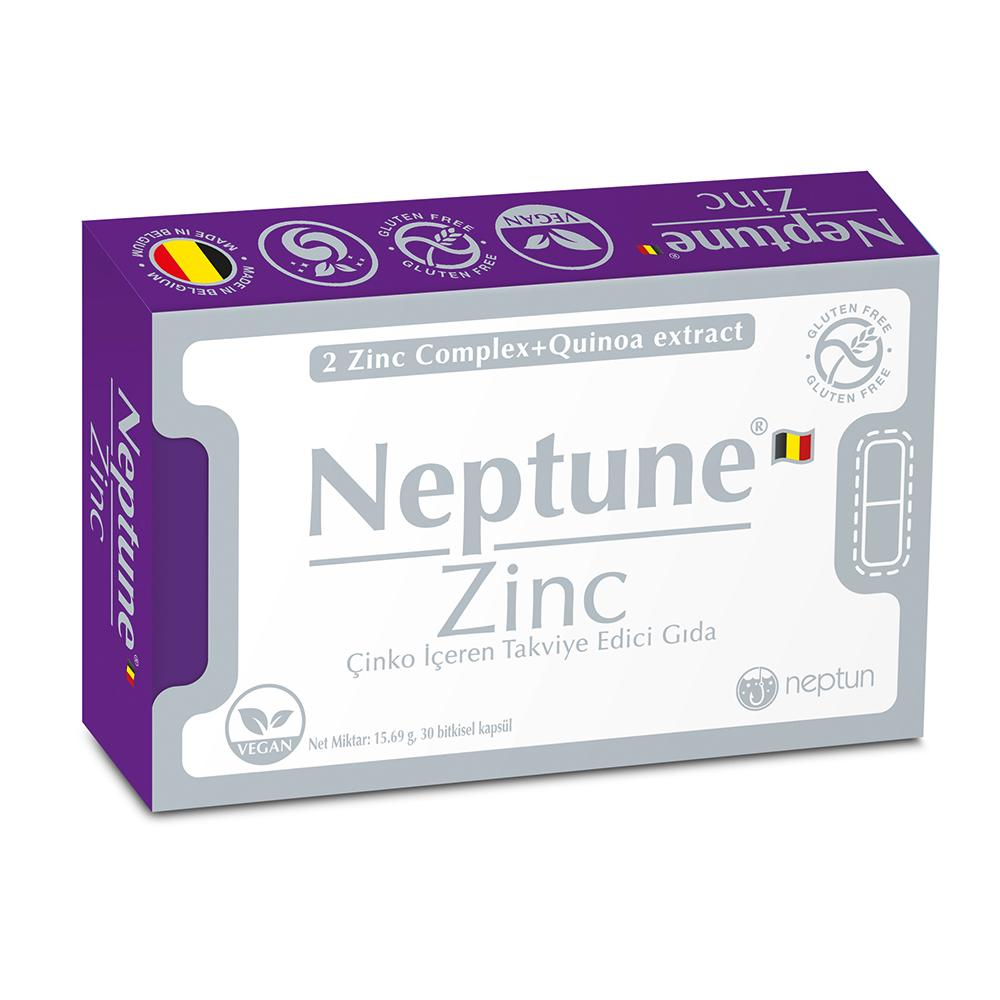 Neptune
Zinc
VEGAN
GLUTEN FREE
GLUTEN FREE
MADE IN BELGIUM
MADE IN BELGIUM
2 Zinc Complex+Quinoa extract
GLUTEN FREE
GLUTEN FREE
Neptune®
Zinc
Çinko İçeren Takviye Edici Gıda
neptun
VEGAN
Net Miktar: 15.69 g, 30 bitkisel kapsül
Neptune®
Zinc